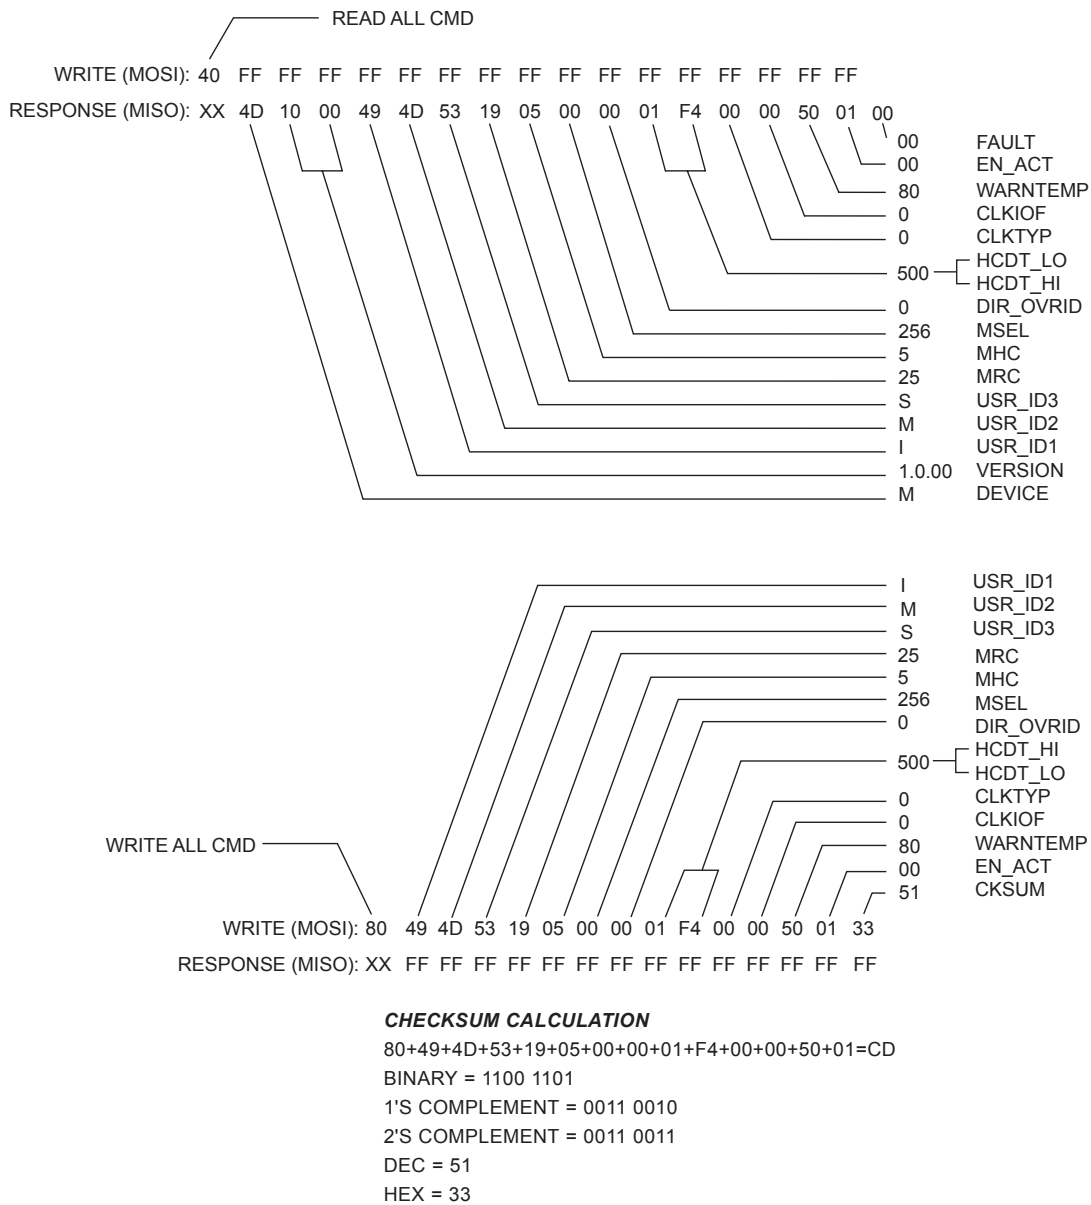 READ ALL CMD
WRITE (MOSI): 40 FF FF FF FF FF FF FF FF FF FF FF FF FF FF FF FF
RESPONSE (MISO): XX 4D 10 00 49 4D 53 19 05 00 00 01 F4 00 00 50 01 00
00 FAULT
00 EN_ACT
80 WARNTEMP
0 CLKIOF
0 CLKTYP
HCDT_LO
500
HCDT_HI
0 DIR_OVRID
256 MSEL
5 MHC
25 MRC
S USR_ID3
M USR_ID2
I USR_ID1
1.0.00 VERSION
M DEVICE
I USR_ID1
M USR_ID2
S USR_ID3
25 MRC
5 MHC
256 MSEL
0 DIR_OVRID
HCDT_HI
500
HCDT_LO
0 CLKTYP
0 CLKIOF
80 WARNTEMP
00 EN_ACT
51 CKSUM
WRITE ALL CMD
WRITE (MOSI): 80 49 4D 53 19 05 00 00 01 F4 00 00 50 01 33
RESPONSE (MISO): XX FF FF FF FF FF FF FF FF FF FF FF FF FF FF
CHECKSUM CALCULATION
80+49+4D+53+19+05+00+00+01+F4+00+00+50+01=CD
BINARY = 1100 1101
1'S COMPLEMENT = 0011 0010
2'S COMPLEMENT = 0011 0011
DEC = 51
HEX = 33